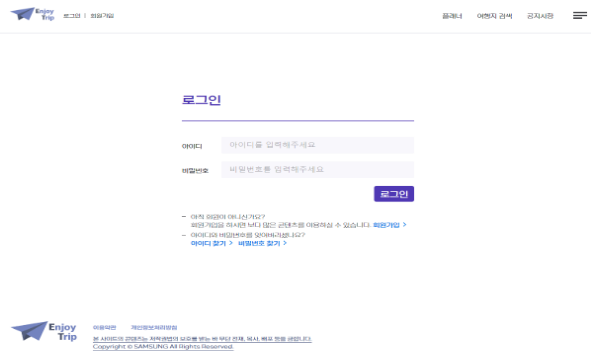 Enjoy
Trip
로그인 | 회원가입
플래너 여행지 검색 공지사항
로그인
아이디 아이디를 입력해주세요
비밀번호 비밀번호를 입력해주세요
로그인
– 아직 회원이 아니신가요?
회원가입을 하시면 보다 많은 콘텐츠를 이용하실 수 있습니다. 회원가입 >
– 아이디와 비밀번호를 잊어버리셨나요?
아이디 찾기 > 비밀번호 찾기 >
Enjoy
Trip
이용약관 개인정보처리방침
본 사이트의 콘텐츠는 저작권법의 보호를 받는 바 무단 전재, 복사, 배포 등을 금합니다.
Copyright © SAMSUNG All Rights Reserved.